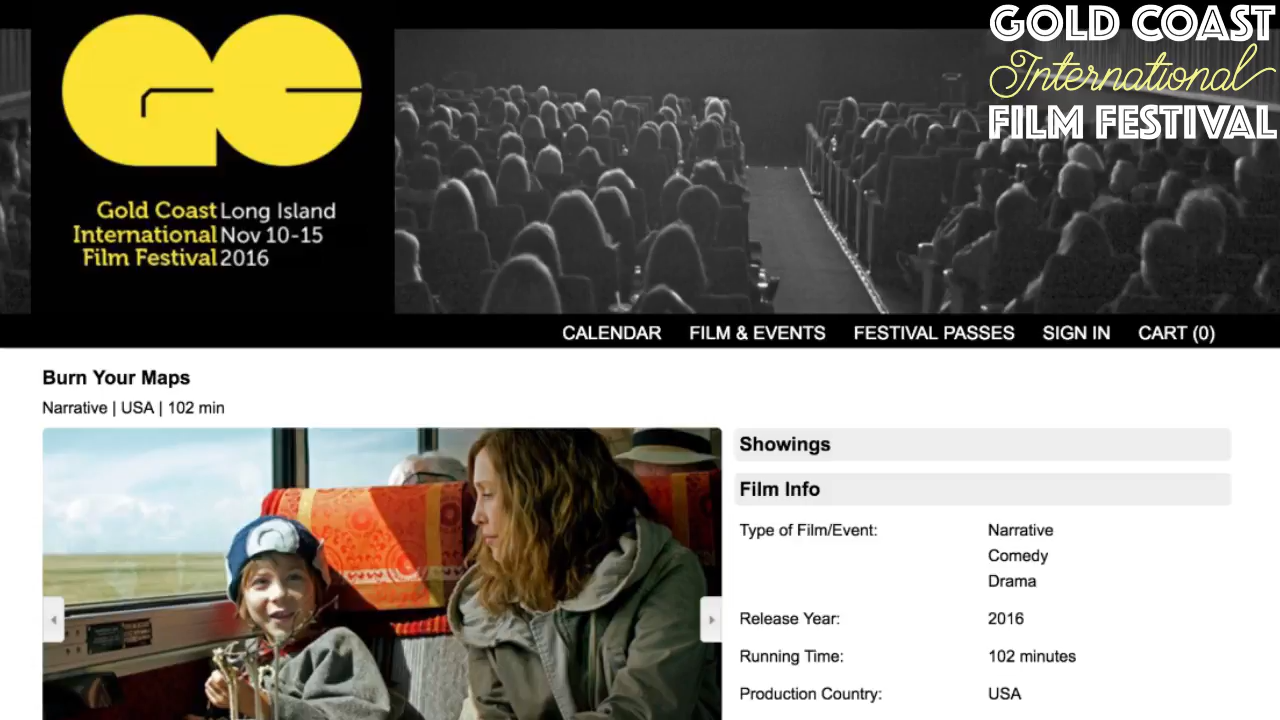 GC
GOLD COAST
International
FILM FESTIVAL
Gold Coast Long Island
International Nov 10-15
Film Festival 2016
CALENDAR FILM & EVENTS FESTIVAL PASSES SIGN IN CART (0)
Burn Your Maps
Narrative | USA | 102 min
Showings
Film Info
Type of Film/Event: Narrative
Comedy
Drama
Release Year: 2016
Running Time: 102 minutes
Production Country: USA